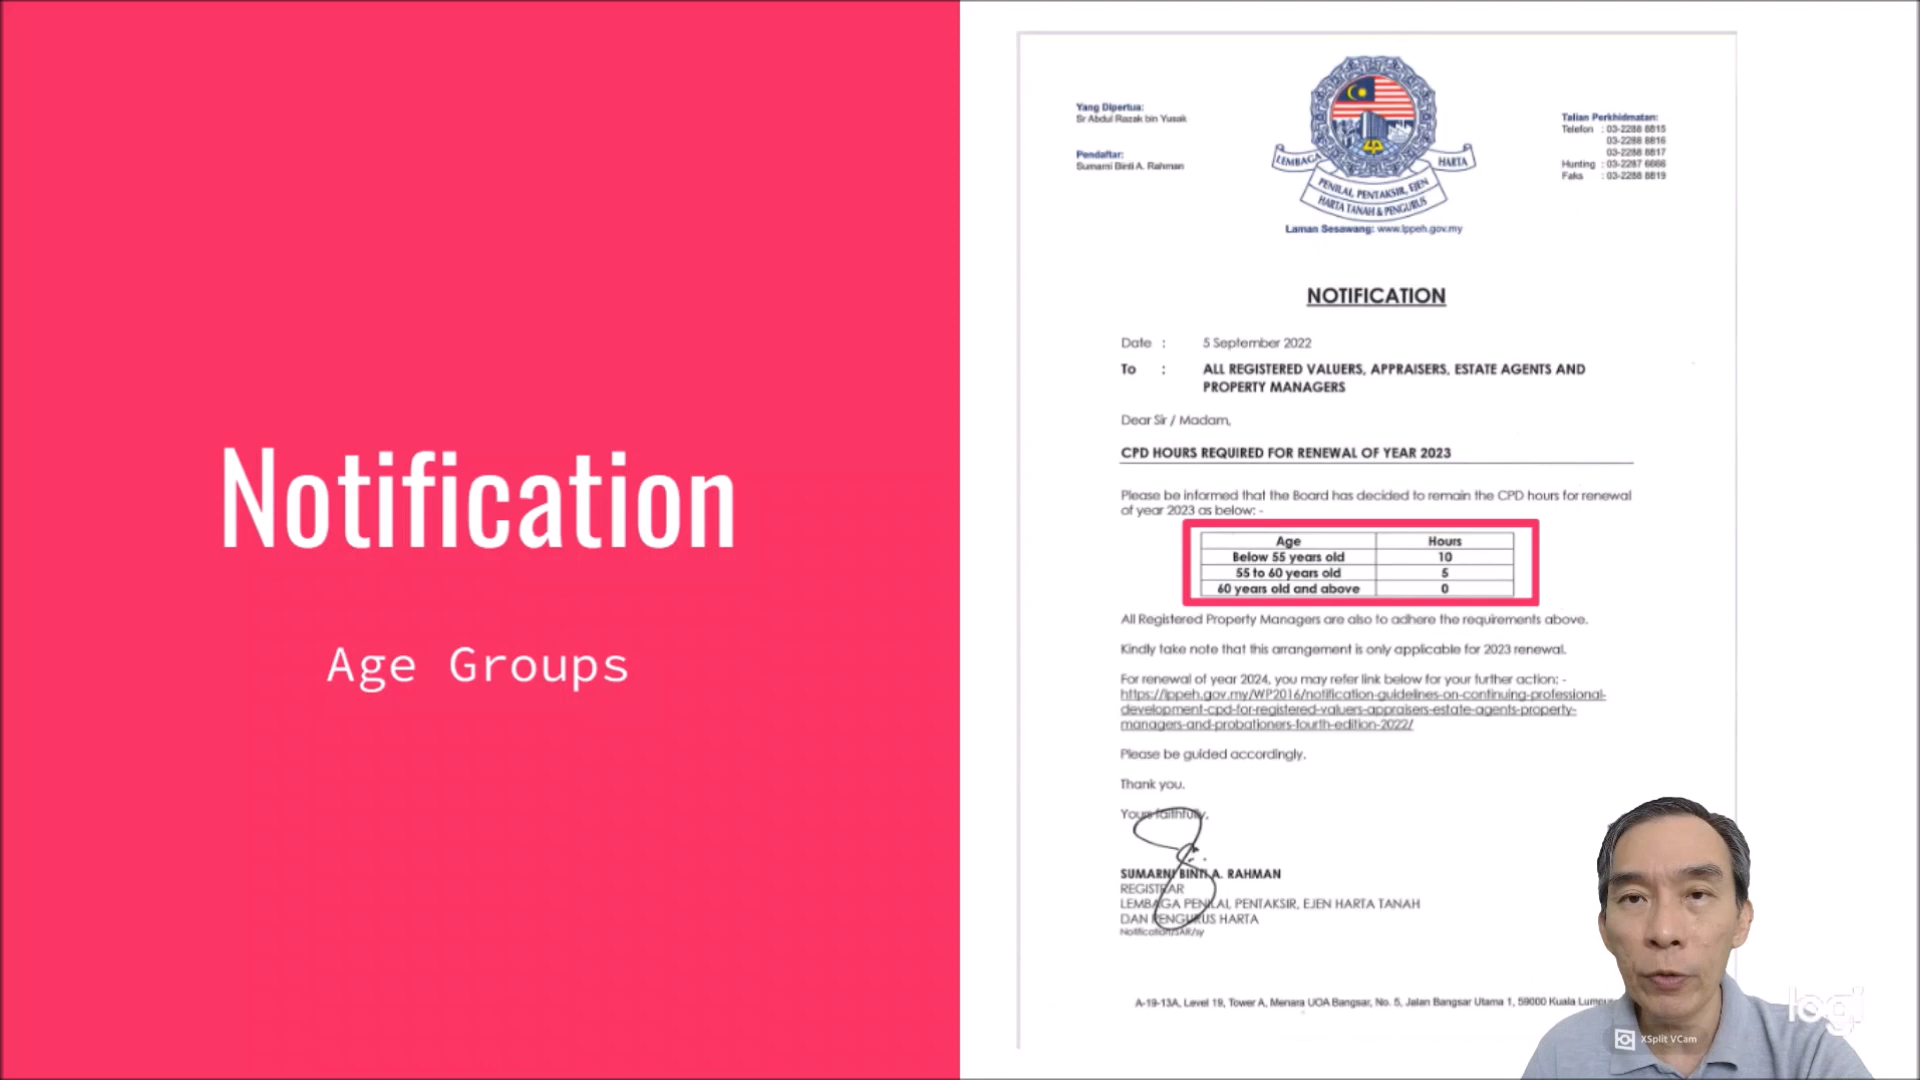 Notification
Age Groups
Yang Dipertua:
Sr Abdul Razak bin Yusak
Pendaftar:
Sumarni Binti A. Rahman
LEMBAGA
HARTA
PENILAI, PENTAKSIR, EJEN
HARTA TANAH & PENGURUS
Laman Sesawang: www.lppeh.gov.my
Talian Perkhidmatan:
Telefon : 03-2288 8815
03-2288 8816
03-2288 8817
Hunting : 03-2287 6666
Faks : 03-2288 8819
NOTIFICATION
Date : 5 September 2022
To : ALL REGISTERED VALUERS, APPRAISERS, ESTATE AGENTS AND
PROPERTY MANAGERS
Dear Sir / Madam,
CPD HOURS REQUIRED FOR RENEWAL OF YEAR 2023
Please be informed that the Board has decided to remain the CPD hours for renewal
of year 2023 as below: -
Age Hours
Below 55 years old 10
55 to 60 years old 5
60 years old and above 0
All Registered Property Managers are also to adhere the requirements above.
Kindly take note that this arrangement is only applicable for 2023 renewal.
For renewal of year 2024, you may refer link below for your further action: -
https://lppeh.gov.my/WP2016/notification-guidelines-on-continuing-professional-
development-cpd-for-registered-valuers-appraisers-estate-agents-property-
managers-and-probationers-fourth-edition-2022/
Please be guided accordingly.
Thank you.
Yours faithfully,
SUMARNI BINTI A. RAHMAN
REGISTRAR
LEMBAGA PENILAI, PENTAKSIR, EJEN HARTA TANAH
DAN PENGURUS HARTA
Notification/SAR/sy
A-19-13A, Level 19, Tower A, Menara UOA Bangsar, No. 5, Jalan Bangsar Utama 1, 59000 Kuala Lumpu
logi
XSplit VCam